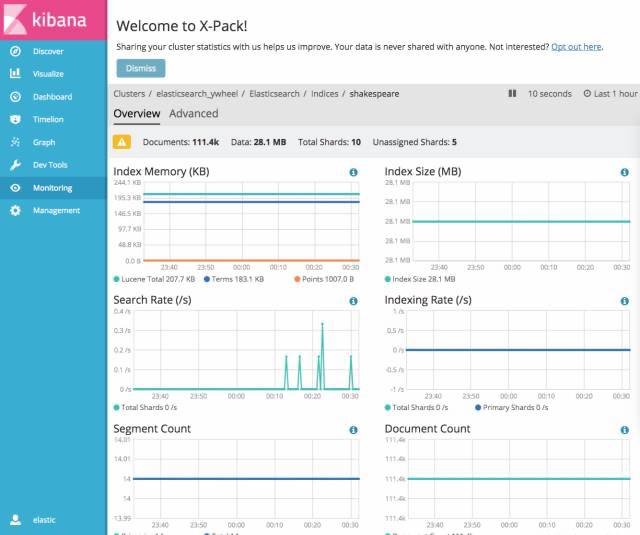 kibana
Discover
Visualize
Dashboard
Timelion
Graph
Dev Tools
Monitoring
Management
elastic
Welcome to X-Pack!
Sharing your cluster statistics with us helps us improve. Your data is never shared with anyone. Not interested? Opt out here.
Dismiss
Clusters / elasticsearch_ywheel / Elasticsearch / Indices / shakespeare
10 seconds Last 1 hour
Overview Advanced
Documents: 111.4k Data: 28.1 MB Total Shards: 10 Unassigned Shards: 5
Index Memory (KB)
244.1 KB
195.3 KB
146.5 KB
97.7 KB
48.8 KB
0.0 B
23:40 23:50 00:00 00:10 00:20 00:30
Lucene Total 207.7 KB Terms 183.1 KB Points 1007.0 B
Index Size (MB)
28.1 MB
28.1 MB
28.1 MB
28.1 MB
28.1 MB
23:40 23:50 00:00 00:10 00:20 00:30
Index Size 28.1 MB
Search Rate (/s)
0.4 /s
0.3 /s
0.2 /s
0.1 /s
0 /s
23:40 23:50 00:00 00:10 00:20 00:30
Total Shards 0 /s
Indexing Rate (/s)
1 /s
0.5 /s
0 /s
-0.5 /s
-1 /s
23:40 23:50 00:00 00:10 00:20 00:30
Total Shards 0 /s Primary Shards 0 /s
Segment Count
14.01
14.01
14
14
13.99
23:40 23:50 00:00 00:10 00:20 00:30
Document Count
111.4k
111.4k
111.4k
111.4k
111.4k
23:40 23:50 00:00 00:10 00:20 00:30